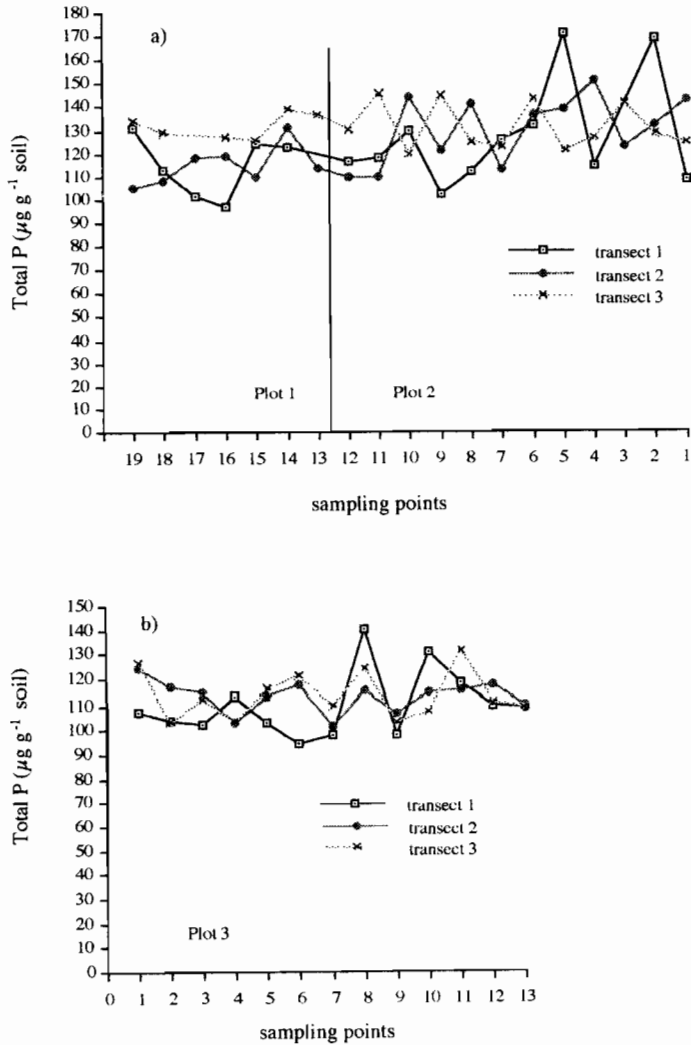 180
170
160
150
140
130
120
110
100
90
80
70
60
50
40
30
20
10
0
Total P (µg g⁻¹ soil)
a)
transect 1
transect 2
transect 3
Plot 1
Plot 2
19 18 17 16 15 14 13 12 11 10 9 8 7 6 5 4 3 2 1
sampling points
150
140
130
120
110
100
90
80
70
60
50
40
30
20
10
0
Total P (µg g⁻¹ soil)
b)
transect 1
transect 2
transect 3
Plot 3
0 1 2 3 4 5 6 7 8 9 10 11 12 13
sampling points